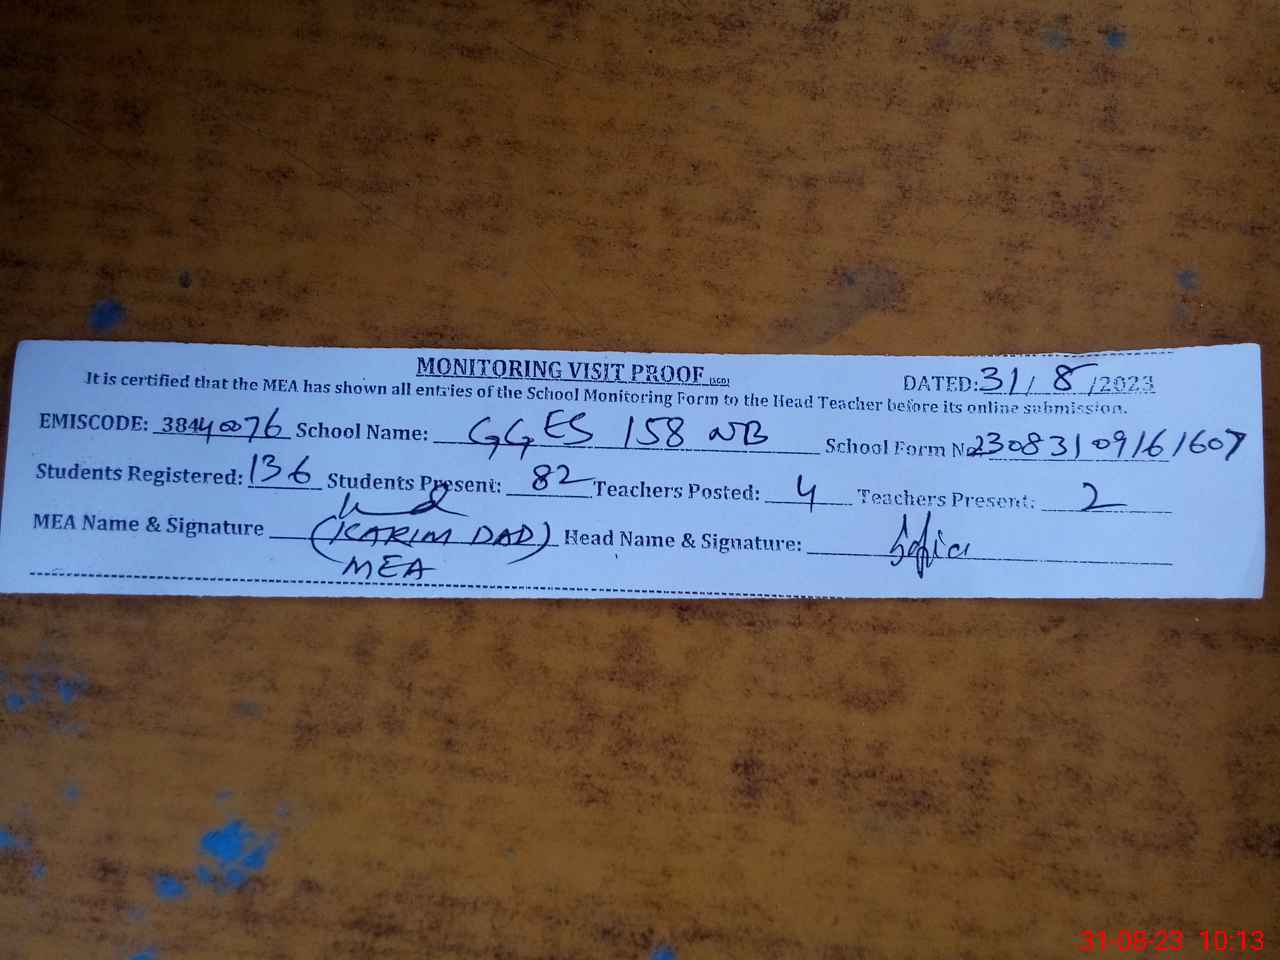 MONITORING VISIT PROOF (SCD) DATED: 31/8/2023
It is certified that the MEA has shown all entries of the School Monitoring Form to the Head Teacher before its online submission.
EMISCODE: 38440076 School Name: GGES 158 NB School Form No 23083109161607
Students Registered: 136 Students Present: 82 Teachers Posted: 4 Teachers Present: 2
MEA Name & Signature (KARIM DAD) Head Name & Signature: Sofia
MEA
31-08-23 10:13